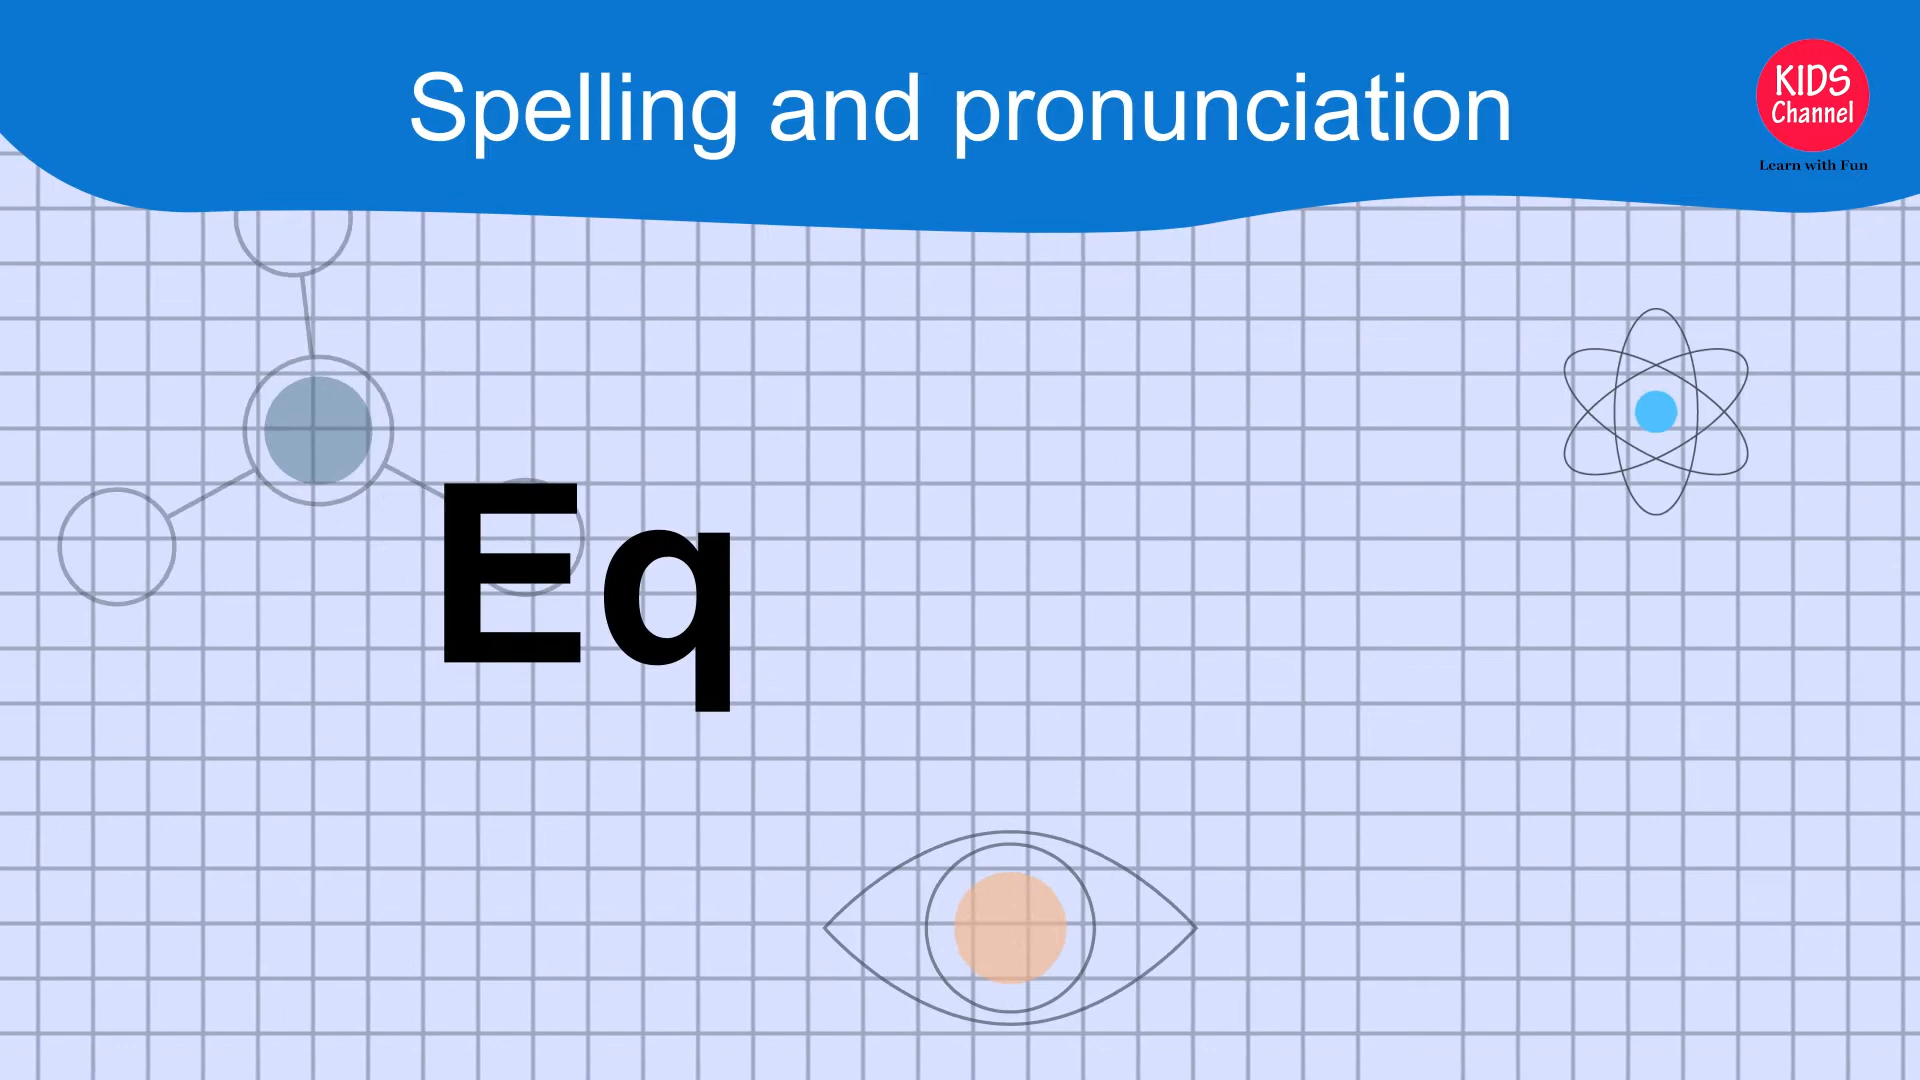 Spelling and pronunciation
KIDS
Channel
Learn with Fun
Eq